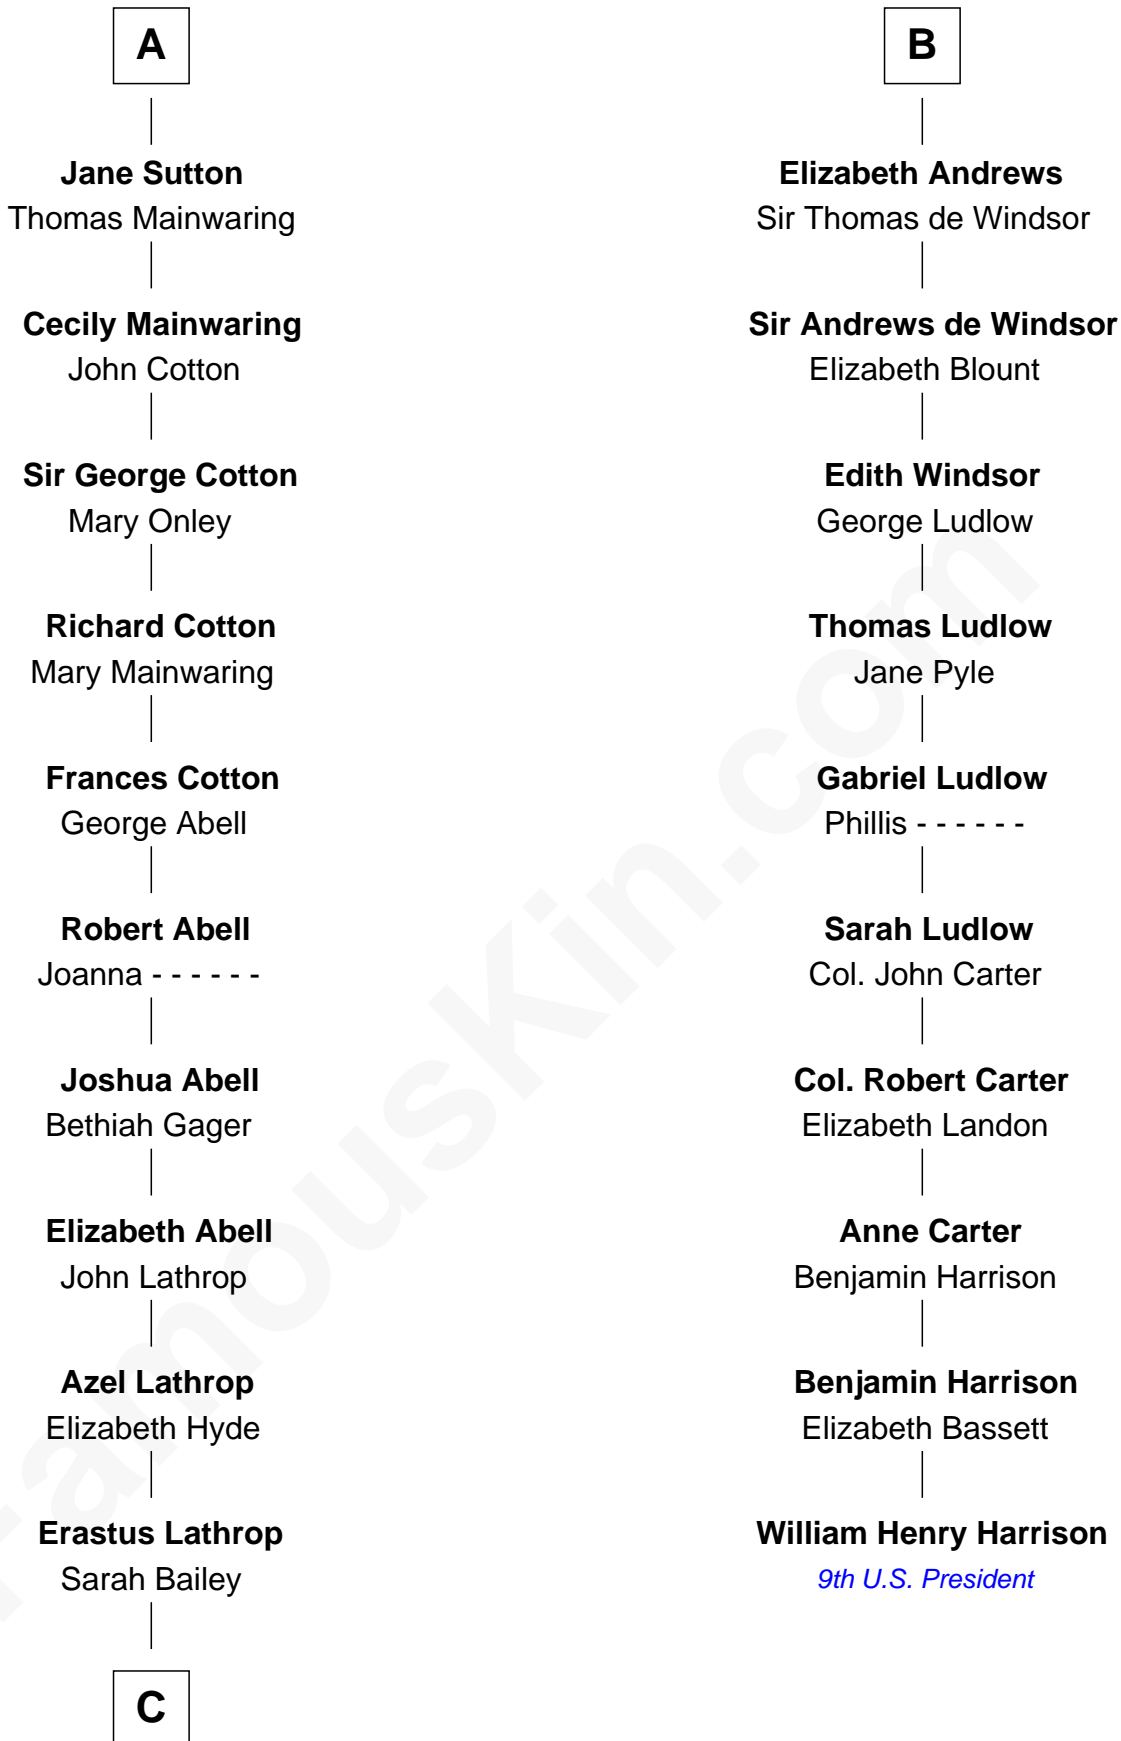 A
Jane Sutton
Thomas Mainwaring
Cecily Mainwaring
John Cotton
Sir George Cotton
Mary Onley
Richard Cotton
Mary Mainwaring
Frances Cotton
George Abell
Robert Abell
Joanna - - - - - -
Joshua Abell
Bethiah Gager
Elizabeth Abell
John Lathrop
Azel Lathrop
Elizabeth Hyde
Erastus Lathrop
Sarah Bailey
C
B
Elizabeth Andrews
Sir Thomas de Windsor
Sir Andrews de Windsor
Elizabeth Blount
Edith Windsor
George Ludlow
Thomas Ludlow
Jane Pyle
Gabriel Ludlow
Phillis - - - - - -
Sarah Ludlow
Col. John Carter
Col. Robert Carter
Elizabeth Landon
Anne Carter
Benjamin Harrison
Benjamin Harrison
Elizabeth Bassett
William Henry Harrison
9th U.S. President
FamousKin.com